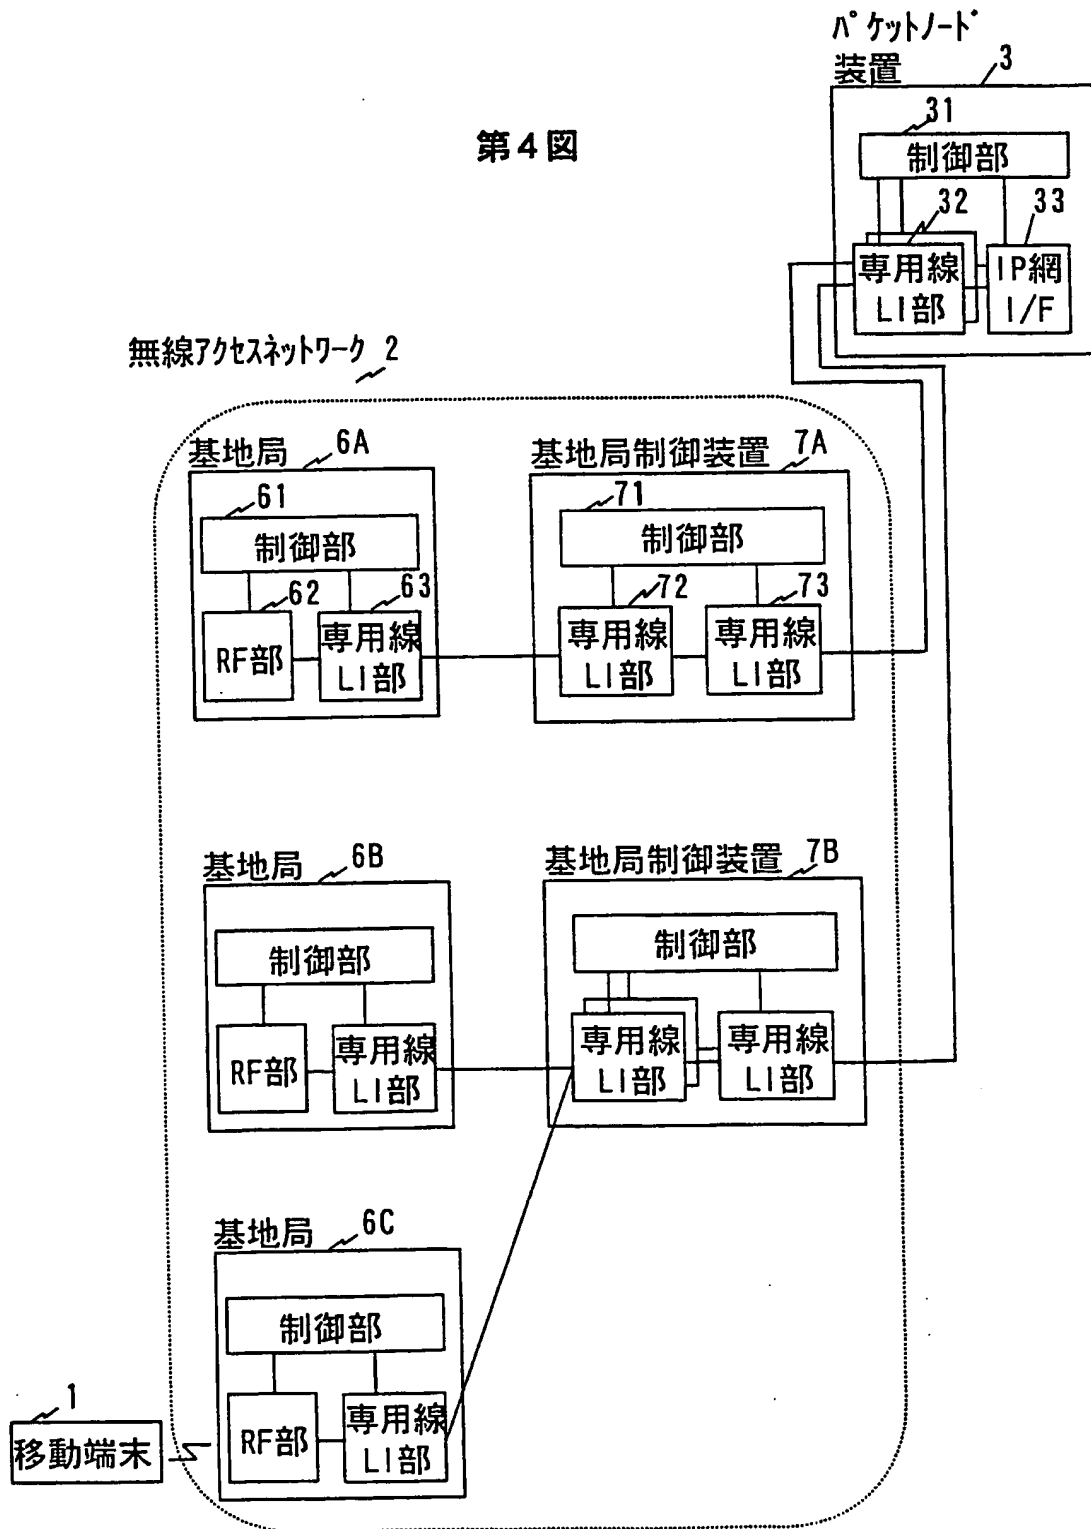 パケットノード
装置 3
第4図
31
制御部
32
33
専用線
LI部
IP網
I/F
無線アクセスネットワーク 2
基地局 6A
基地局制御装置 7A
61
制御部
71
制御部
62
63
72
73
RF部
専用線
LI部
専用線
LI部
専用線
LI部
基地局 6B
基地局制御装置 7B
制御部
制御部
RF部
専用線
LI部
専用線
LI部
専用線
LI部
基地局 6C
制御部
1
移動端末
RF部
専用線
LI部